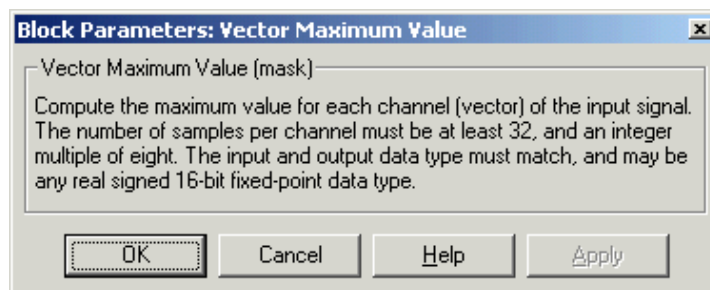 Block Parameters: Vector Maximum Value
Vector Maximum Value (mask)
Compute the maximum value for each channel (vector) of the input signal.
The number of samples per channel must be at least 32, and an integer
multiple of eight. The input and output data type must match, and may be
any real signed 16-bit fixed-point data type.
OK Cancel Help Apply